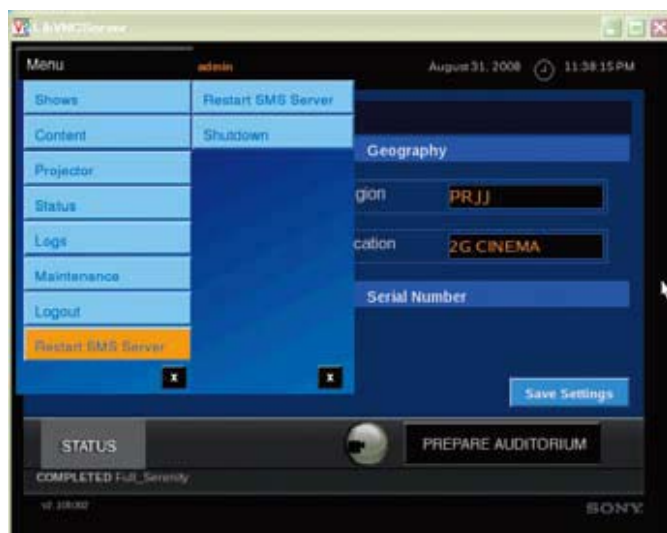 LibVNCServer
Menu admin August 31, 2008 11:38:15 PM
Shows Restart SMS Server
Content Shutdown
Projector
Status
Logs
Maintenance
Logout
Restart SMS Server
x x
Geography
gion PRJJ
cation 2G CINEMA
Serial Number
Save Settings
STATUS PREPARE AUDITORIUM
COMPLETED Full_Serenity
SONY